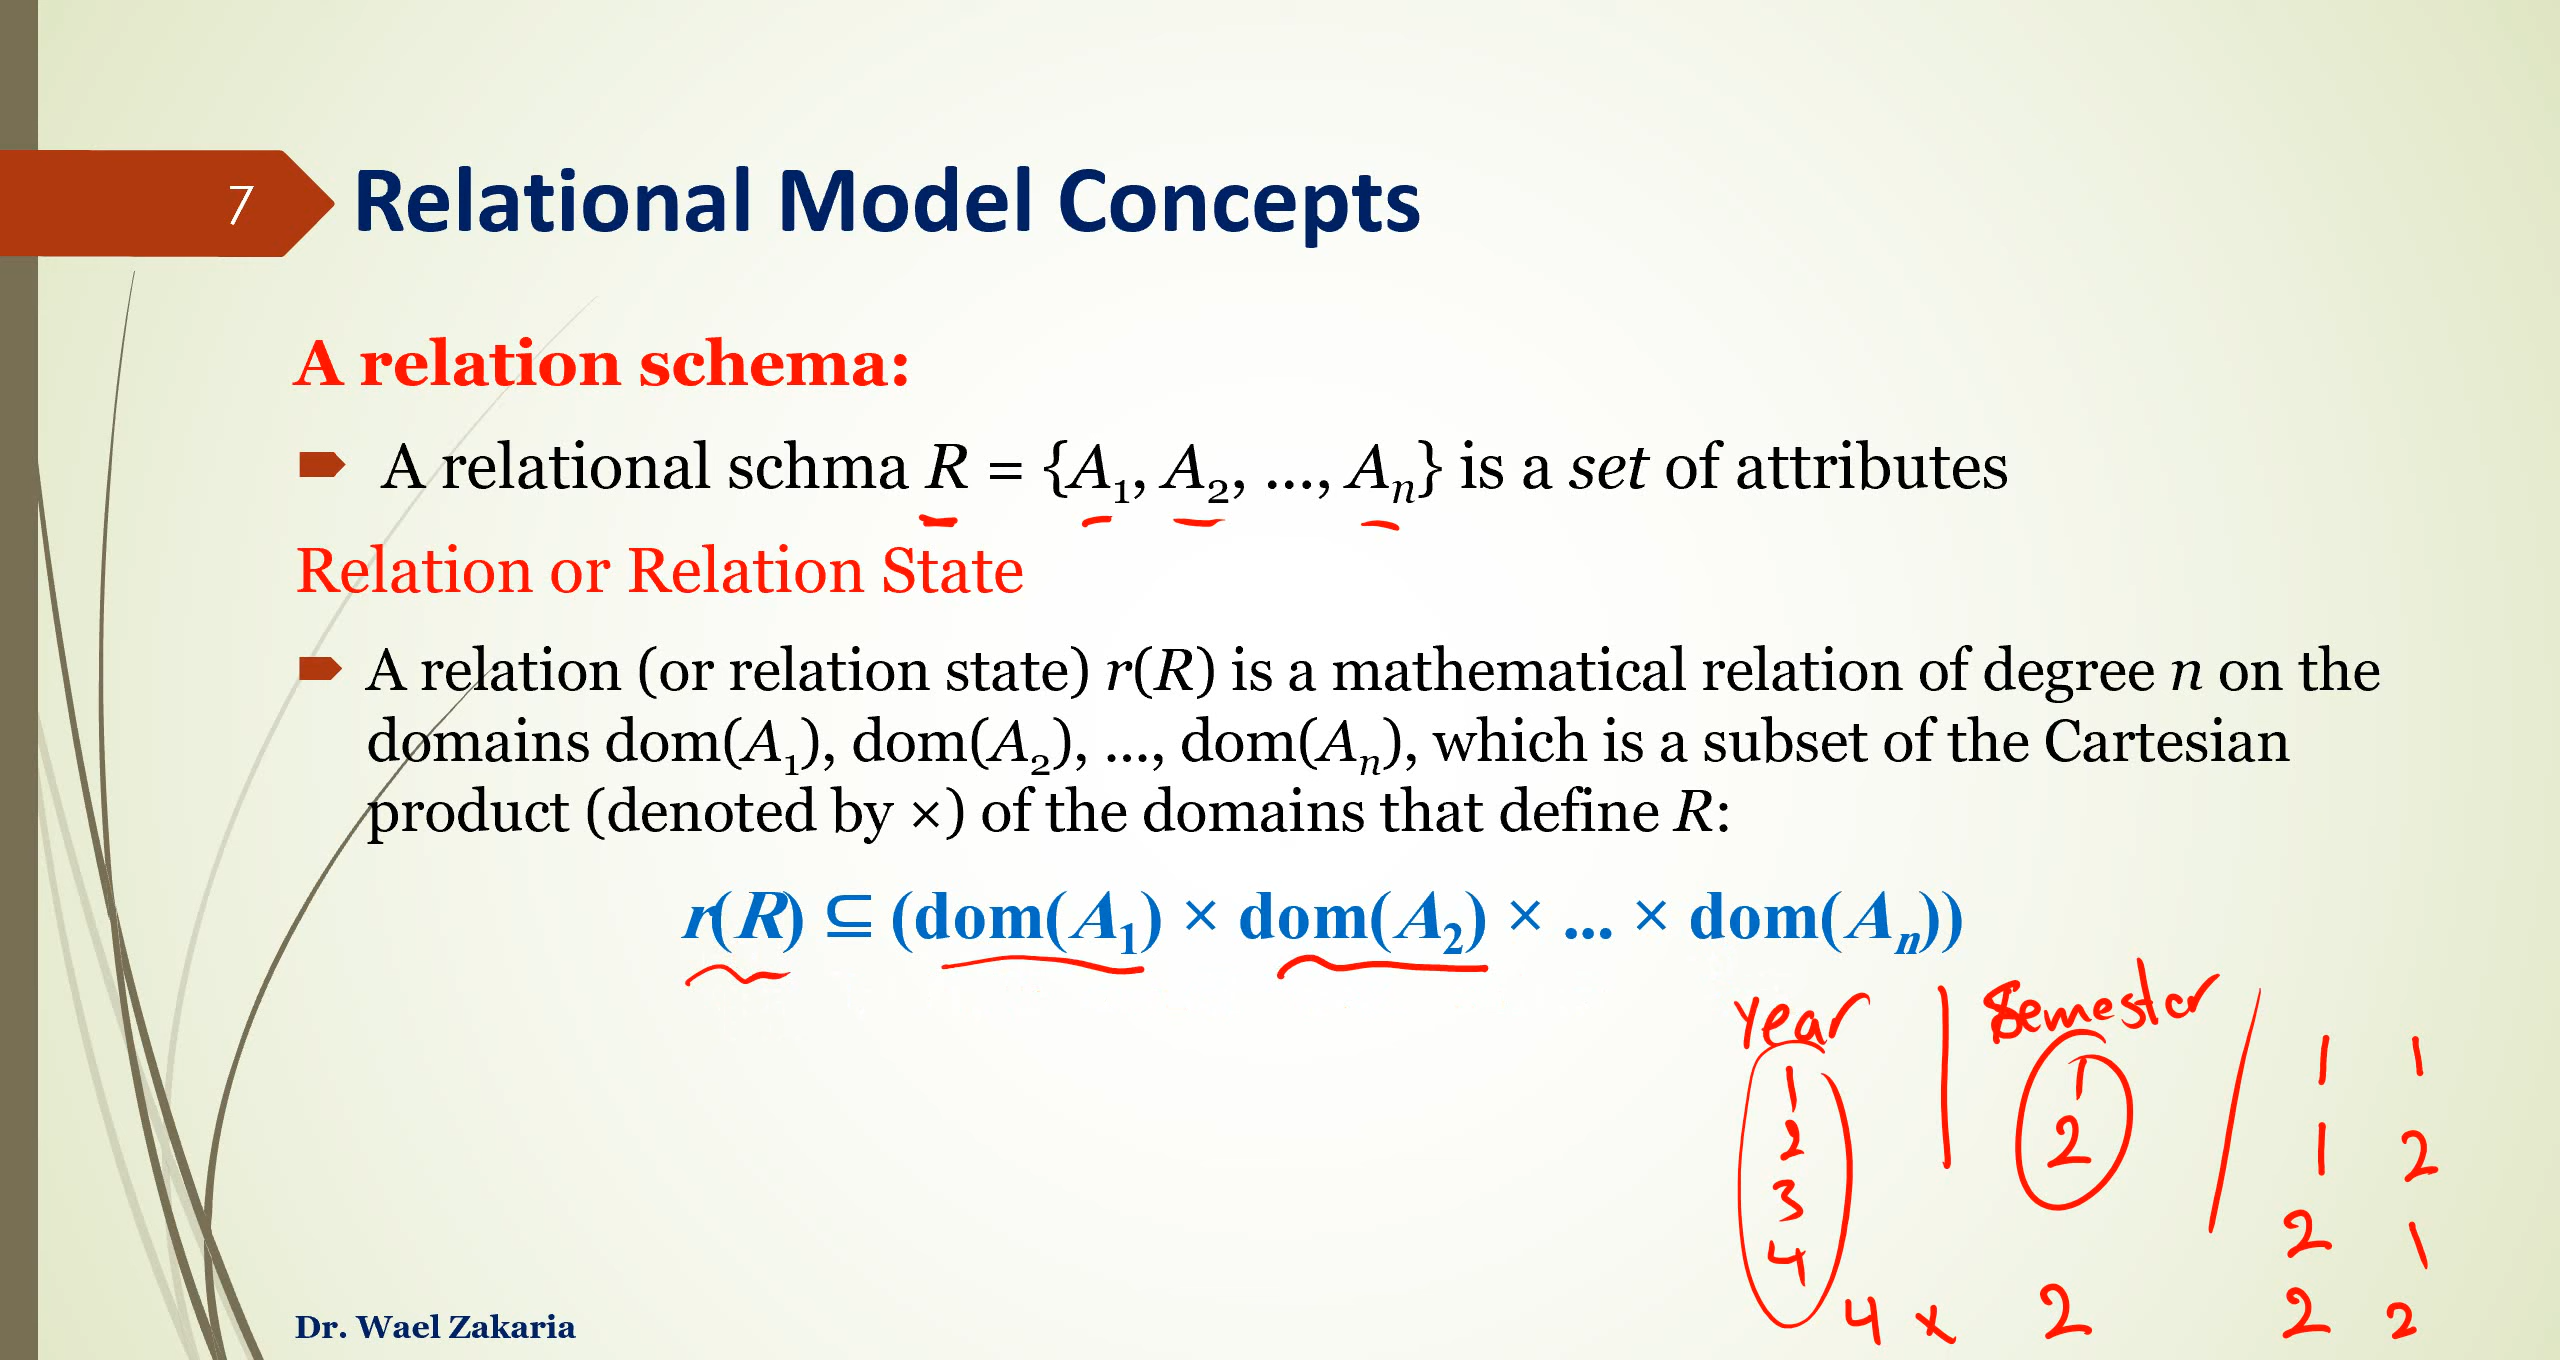 7
Relational Model Concepts
A relation schema:
A relational schma R = {A₁, A₂, ..., Aₙ} is a set of attributes
Relation or Relation State
A relation (or relation state) r(R) is a mathematical relation of degree n on the
domains dom(A₁), dom(A₂), ..., dom(Aₙ), which is a subset of the Cartesian
product (denoted by ×) of the domains that define R:
r(R) ⊆ (dom(A₁) × dom(A₂) × ... × dom(Aₙ))
Year | Semester /
1 1 1 1
2 2 1 2
3 2 1
4
4 × 2 2 2
Dr. Wael Zakaria